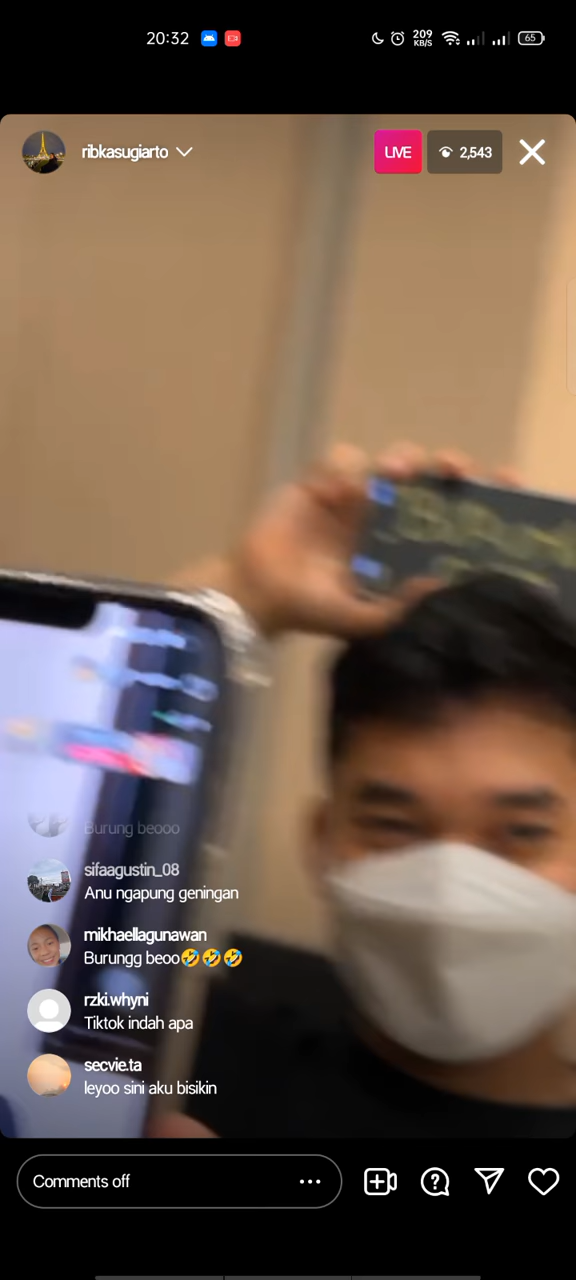 20:32
209
KB/S
65
ribkasugiarto
LIVE
2,543
Burung beooo
sifaagustin_08
Anu ngapung geningan
mikhaellagunawan
Burungg beoo🤣🤣🤣
rzki.whyni
Tiktok indah apa
secvie.ta
leyoo sini aku bisikin
Comments off